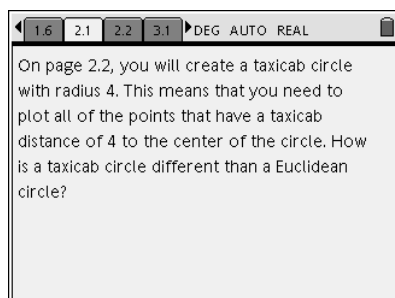 1.6 2.1 2.2 3.1 DEG AUTO REAL
On page 2.2, you will create a taxicab circle
with radius 4. This means that you need to
plot all of the points that have a taxicab
distance of 4 to the center of the circle. How
is a taxicab circle different than a Euclidean
circle?